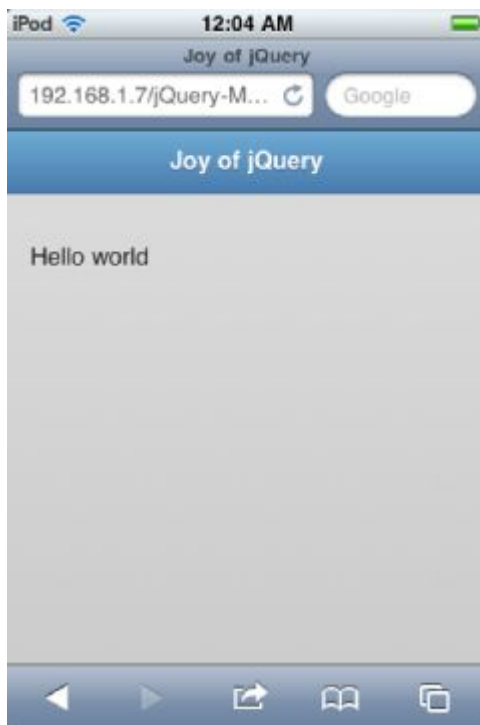 iPod 12:04 AM
Joy of jQuery
192.168.1.7/jQuery-M... Google
Joy of jQuery
Hello world